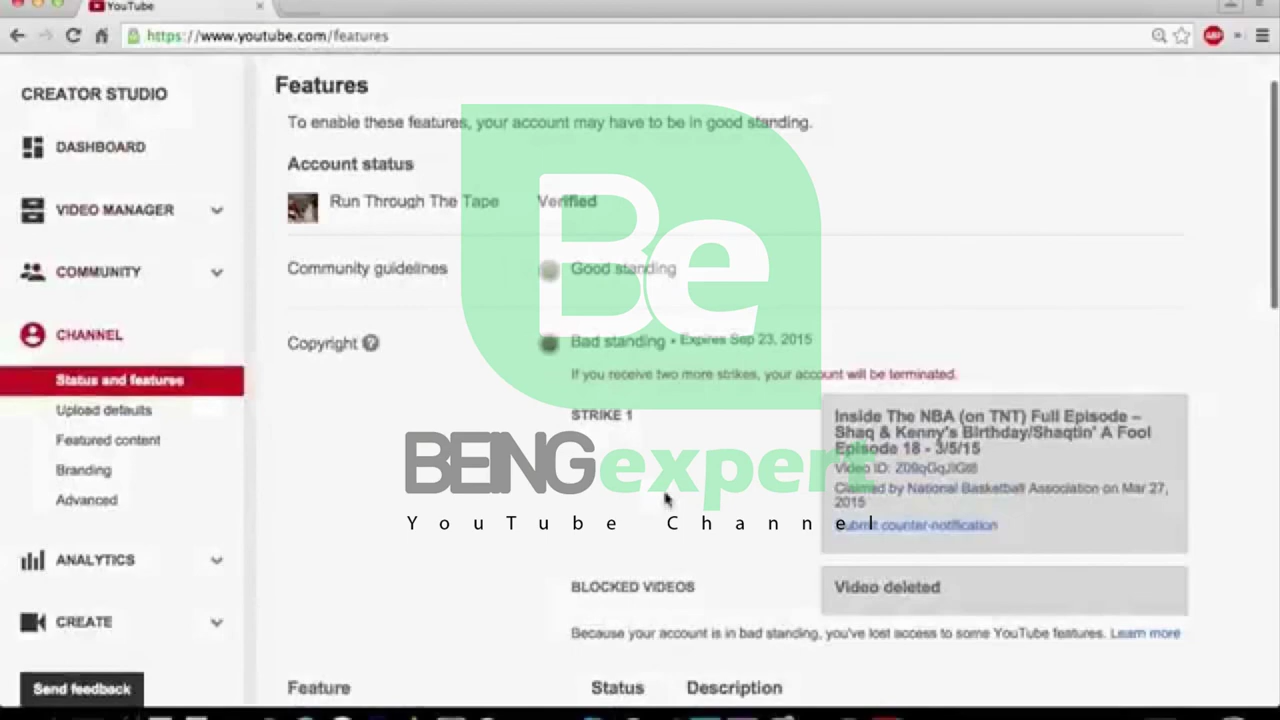 YouTube
https://www.youtube.com/features
ABP
CREATOR STUDIO
DASHBOARD
VIDEO MANAGER
COMMUNITY
CHANNEL
Status and features
Upload defaults
Featured content
Branding
Advanced
ANALYTICS
CREATE
Send feedback
Features
To enable these features, your account may have to be in good standing.
Account status
Run Through The Tape Verified
Community guidelines Good standing
Copyright ? Bad standing • Expires Sep 23, 2015
If you receive two more strikes, your account will be terminated.
STRIKE 1
Inside The NBA (on TNT) Full Episode –
Shaq & Kenny's Birthday/Shaqtin' A Fool
Episode 18 - 3/5/15
Video ID:
Claimed by National Basketball Association on Mar 27,
2015
Submit counter-notification
BLOCKED VIDEOS Video deleted
Because your account is in bad standing, you've lost access to some YouTube features. Learn more
Feature Status Description
Be
BEING expert
YouTube Channel